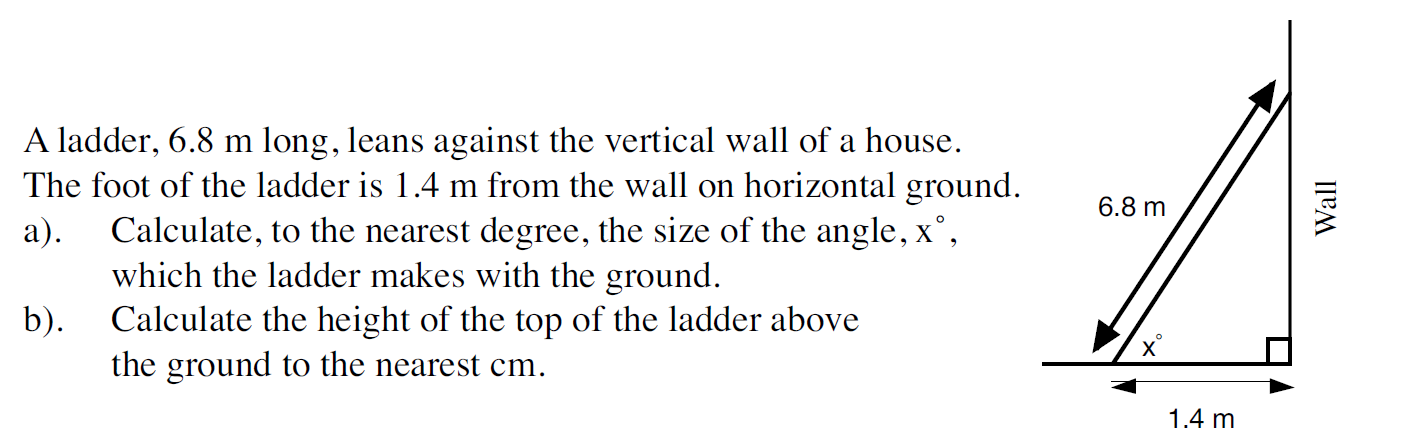 A ladder, 6.8 m long, leans against the vertical wall of a house.
The foot of the ladder is 1.4 m from the wall on horizontal ground.
a). Calculate, to the nearest degree, the size of the angle, x°,
which the ladder makes with the ground.
b). Calculate the height of the top of the ladder above
the ground to the nearest cm.
6.8 m
Wall
x°
1.4 m